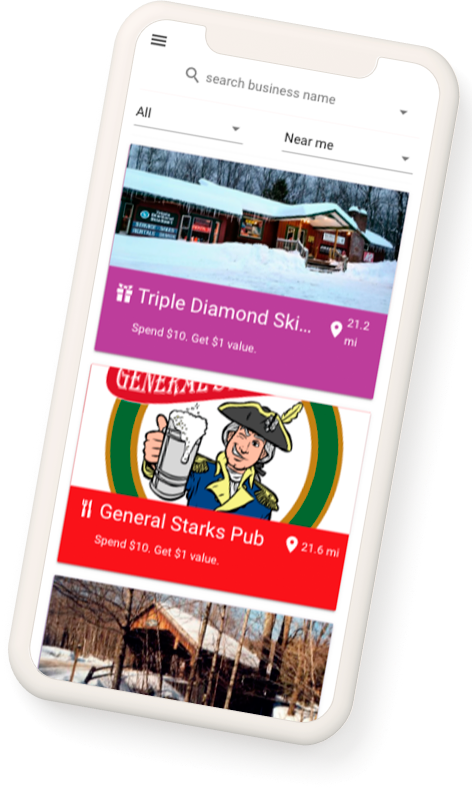 search business name
All
Near me
Triple Diamond Ski...
21.2
mi
Spend $10. Get $1 value.
GENERAL
General Starks Pub
21.6 mi
Spend $10. Get $1 value.